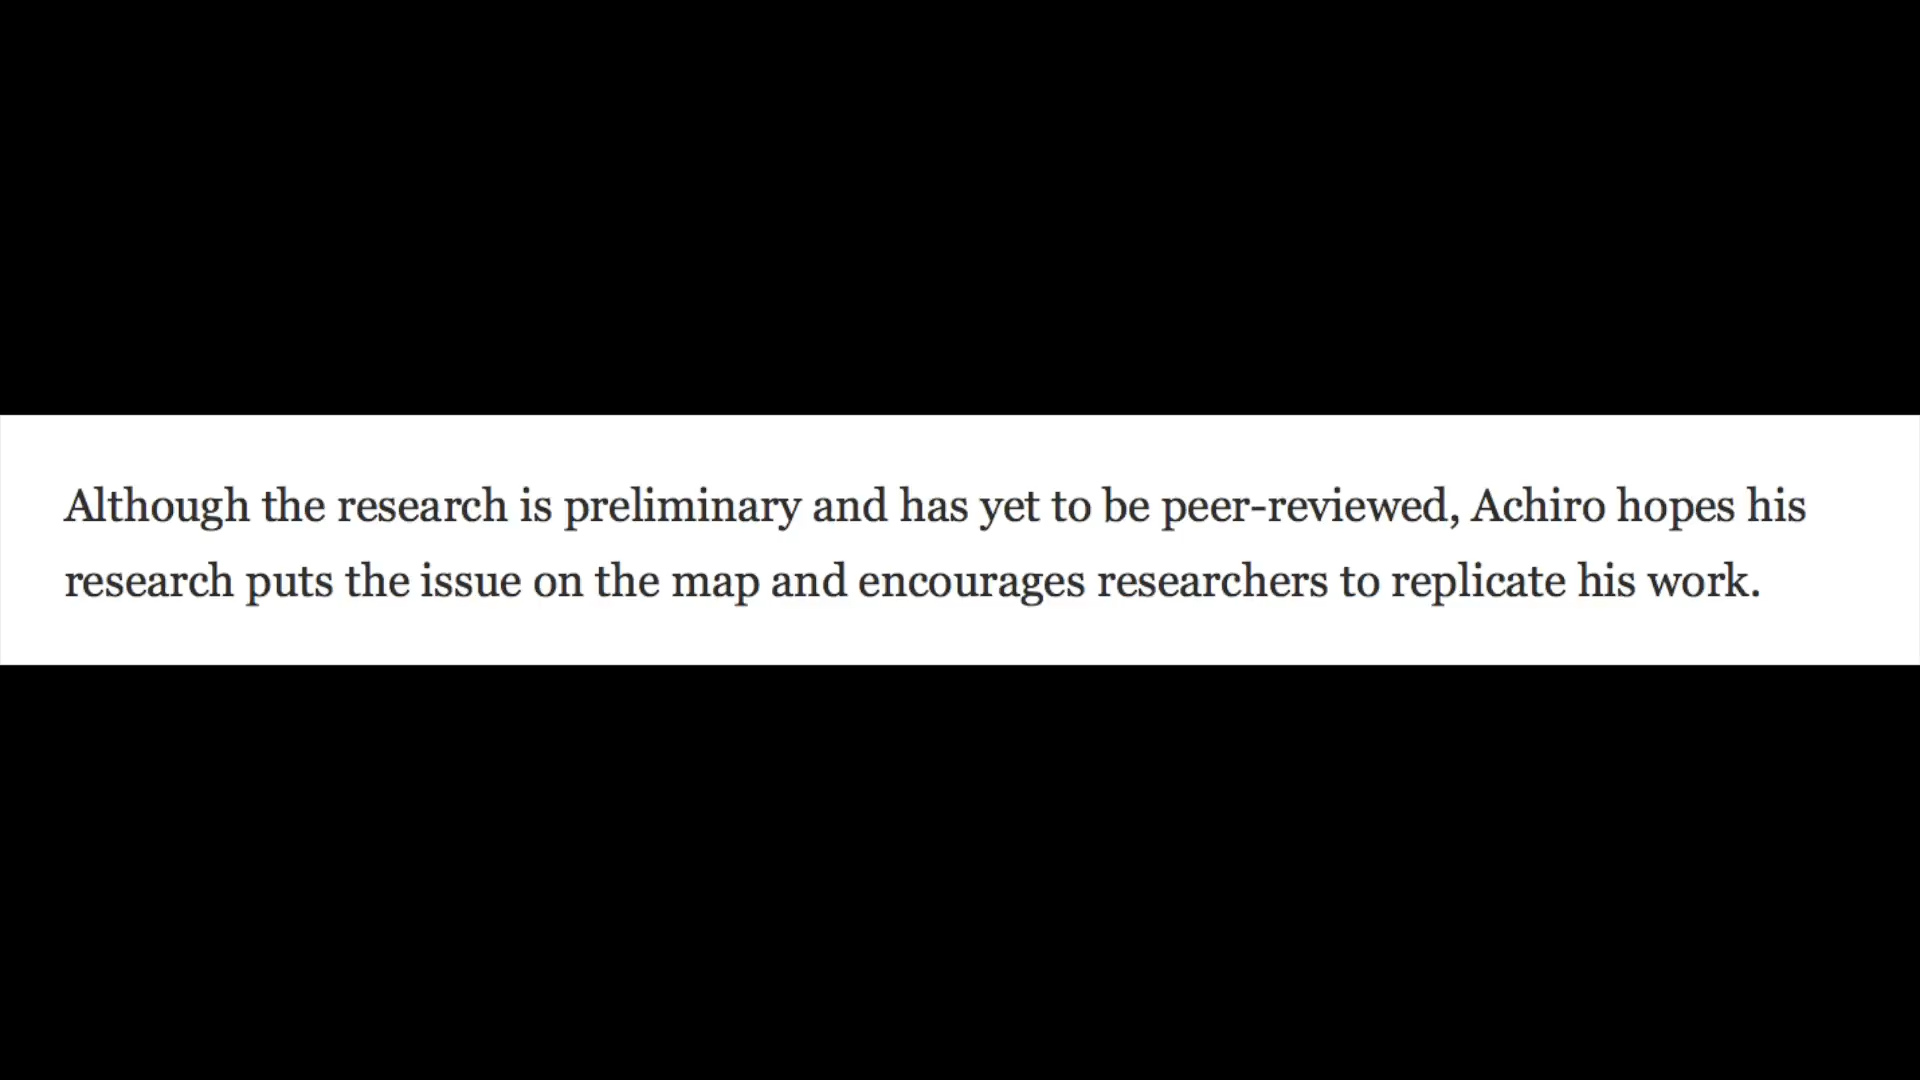 Although the research is preliminary and has yet to be peer-reviewed, Achiro hopes his
research puts the issue on the map and encourages researchers to replicate his work.